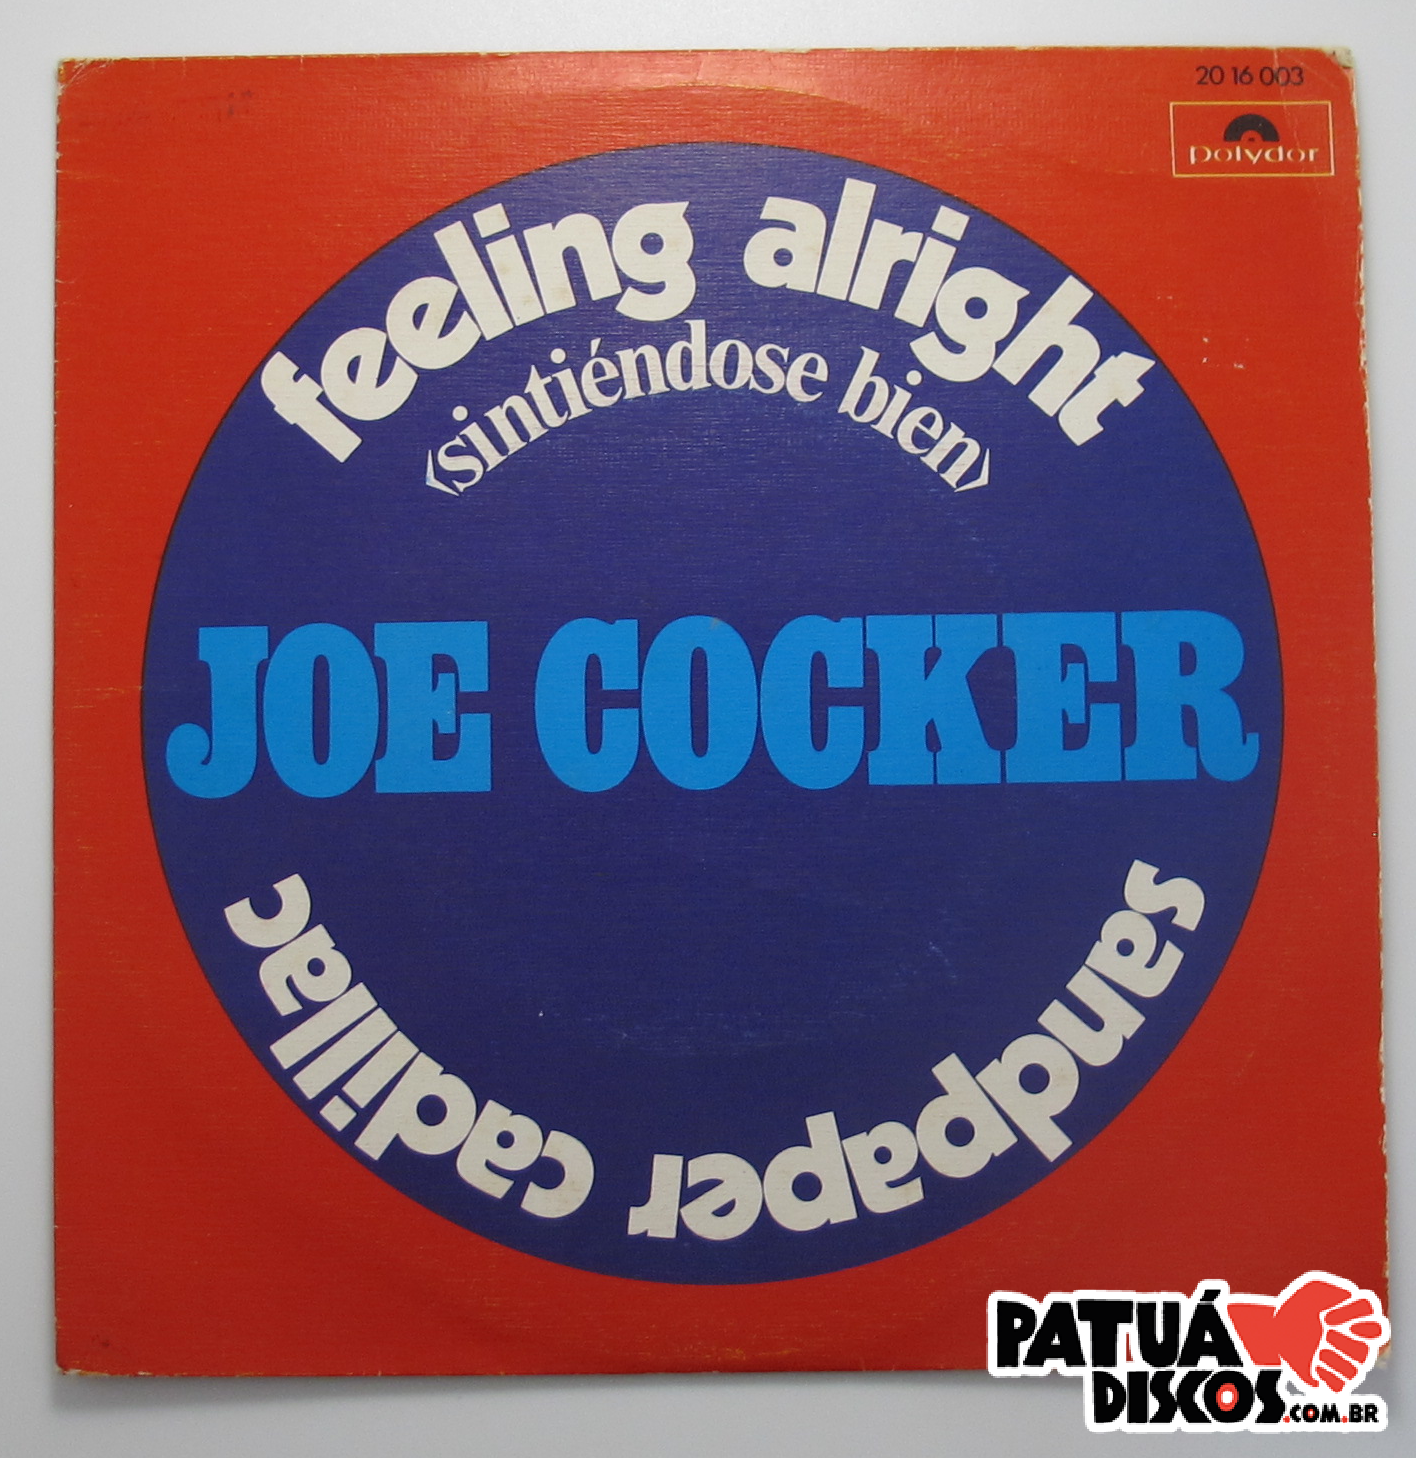 20 16 003
polydor
feeling alright
(sintiéndose bien)
JOE COCKER
sandpaper cadillac
PATUÁ
DISCOS.COM.BR